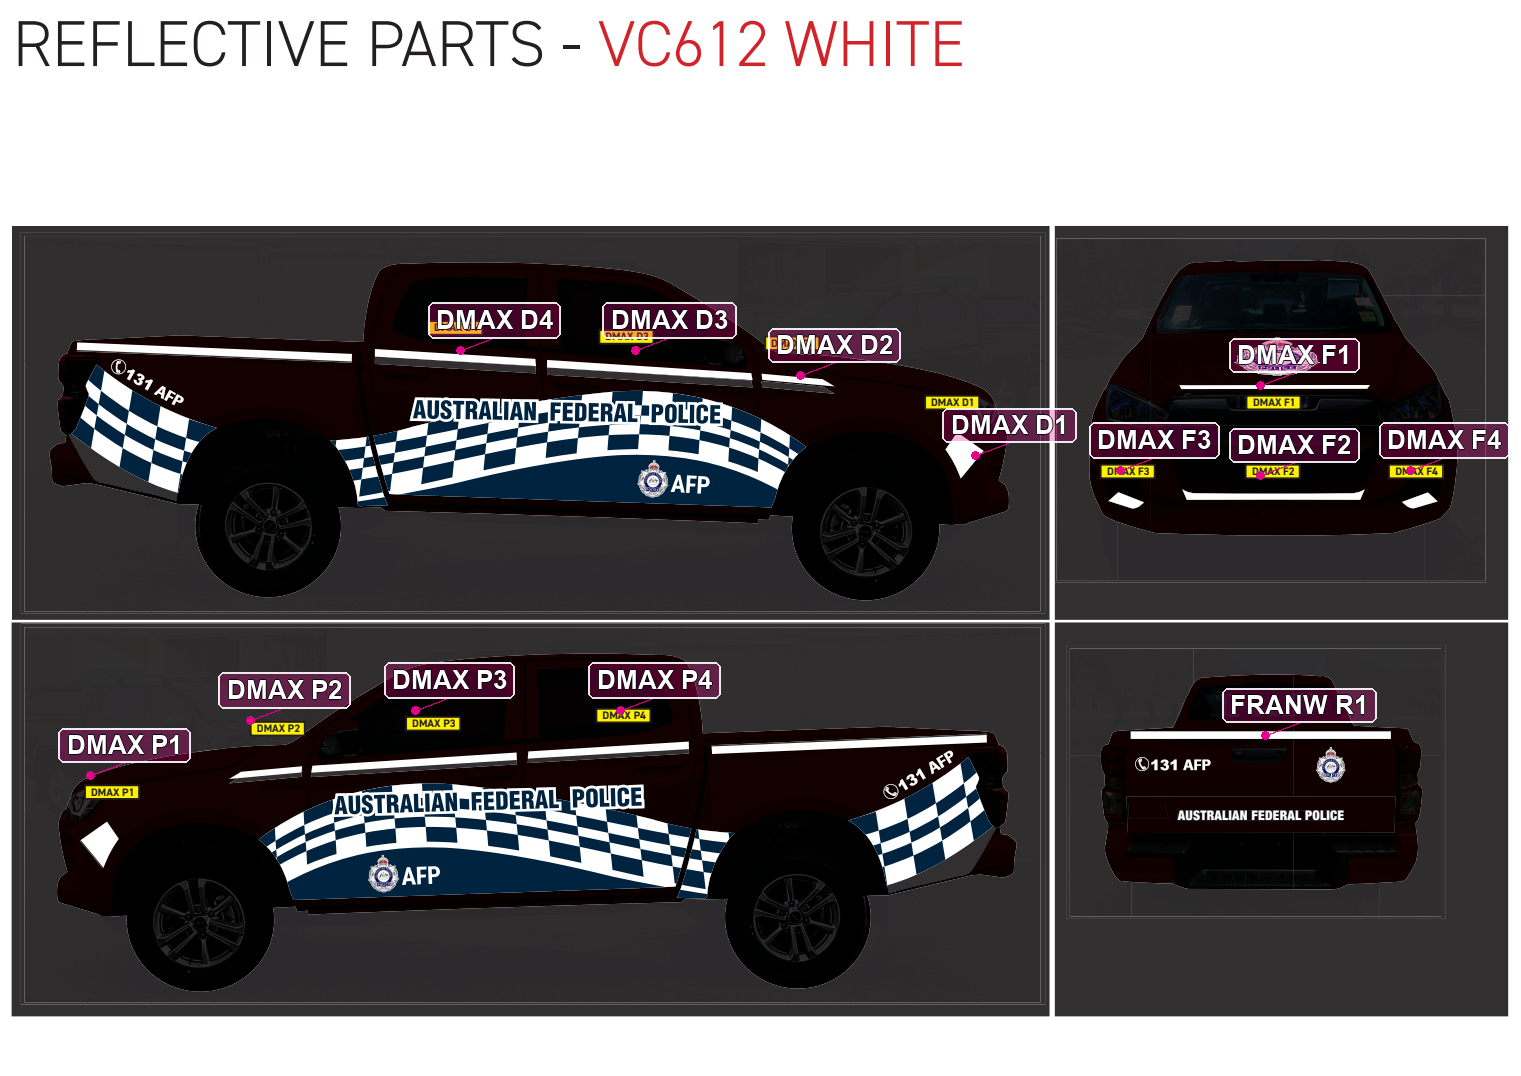 REFLECTIVE PARTS - VC612 WHITE
DMAX D4
DMAX D3
DMAX D3
DMAX D2
DMAX D1
DMAX D1
131 AFP
AUSTRALIAN FEDERAL POLICE
AFP
DMAX F1
DMAX F1
DMAX F3
DMAX F2
DMAX F4
DMAX F3
DMAX F2
DMAX F4
DMAX P2
DMAX P3
DMAX P4
DMAX P1
DMAX P2
DMAX P3
DMAX P4
DMAX P1
131 AFP
AUSTRALIAN FEDERAL POLICE
AFP
FRANW R1
131 AFP
AUSTRALIAN FEDERAL POLICE